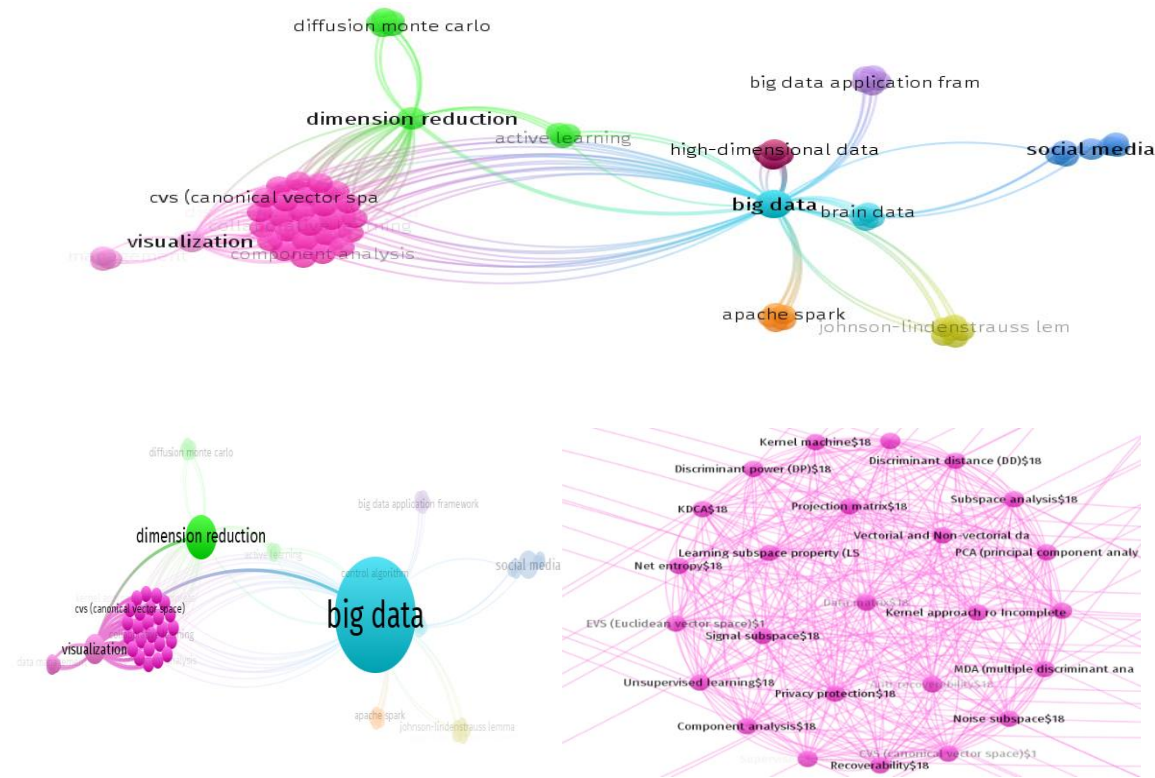 diffusion monte carlo
big data application fram
dimension reduction
active learning
high-dimensional data
social media
cvs (canonical vector spa
big data
brain data
visualization
component analysis
apache spark
johnson-lindenstrauss lem
diffusion monte carlo
big data application framework
dimension reduction
active learning
social media
control algorithm
cvs (canonical vector space)
big data
visualization
apache spark
johnson-lindenstrauss lemma
Kernel machine$18
Discriminant distance (DD)$18
Discriminant power (DP)$18
Subspace analysis$18
KDCA$18
Projection matrix$18
Vectorial and Non-vectorial da
Learning subspace property (LS
PCA (principal component analy
Net entropy$18
Data matrix$18
Kernel approach ro Incomplete
EVS (Euclidean vector space)$1
Signal subspace$18
MDA (multiple discriminant ana
Unsupervised learning$18
Privacy protection$18
Noise subspace$18
Component analysis$18
CVS (canonical vector space)$1
Recoverability$18